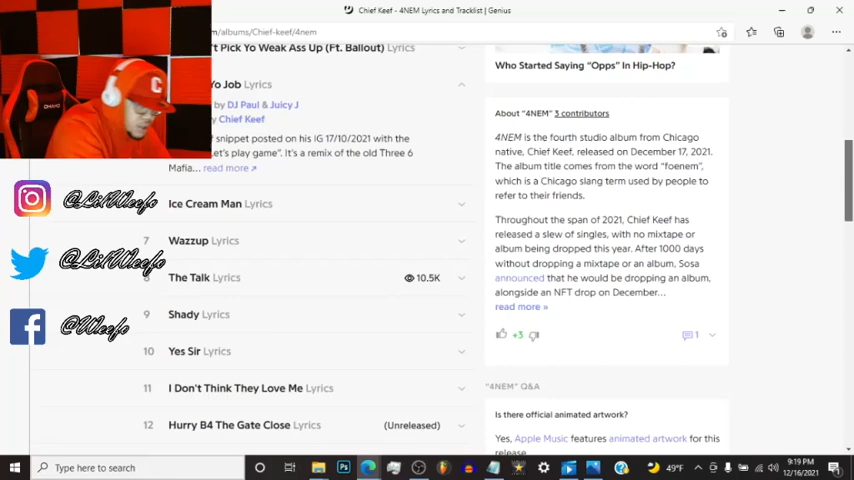 Chief Keef - 4NEM Lyrics and Tracklist | Genius
m/albums/Chief-keef/4nem
't Pick Yo Weak Ass Up (Ft. Ballout) Lyrics
Yo Job Lyrics
by DJ Paul & Juicy J
Chief Keef
f snippet posted on his IG 17/10/2021 with the
et's play game". It's a remix of the old Three 6
Mafia... read more
Ice Cream Man Lyrics
7 Wazzup Lyrics
8 The Talk Lyrics 10.5K
9 Shady Lyrics
10 Yes Sir Lyrics
11 I Don't Think They Love Me Lyrics
12 Hurry B4 The Gate Close Lyrics (Unreleased)
@LilWeefo
@LilWeefo
@Weefo
Who Started Saying “Opps” In Hip-Hop?
About “4NEM” 3 contributors
4NEM is the fourth studio album from Chicago
native, Chief Keef, released on December 17, 2021.
The album title comes from the word “foenem”,
which is a Chicago slang term used by people to
refer to their friends.
Throughout the span of 2021, Chief Keef has
released a slew of singles, with no mixtape or
album being dropped this year. After 1000 days
without dropping a mixtape or an album, Sosa
announced that he would be dropping an album,
alongside an NFT drop on December...
read more »
+3 1
“4NEM” Q&A
Is there official animated artwork?
Yes, Apple Music features animated artwork for this
release
Type here to search
49°F
9:19 PM
12/16/2021